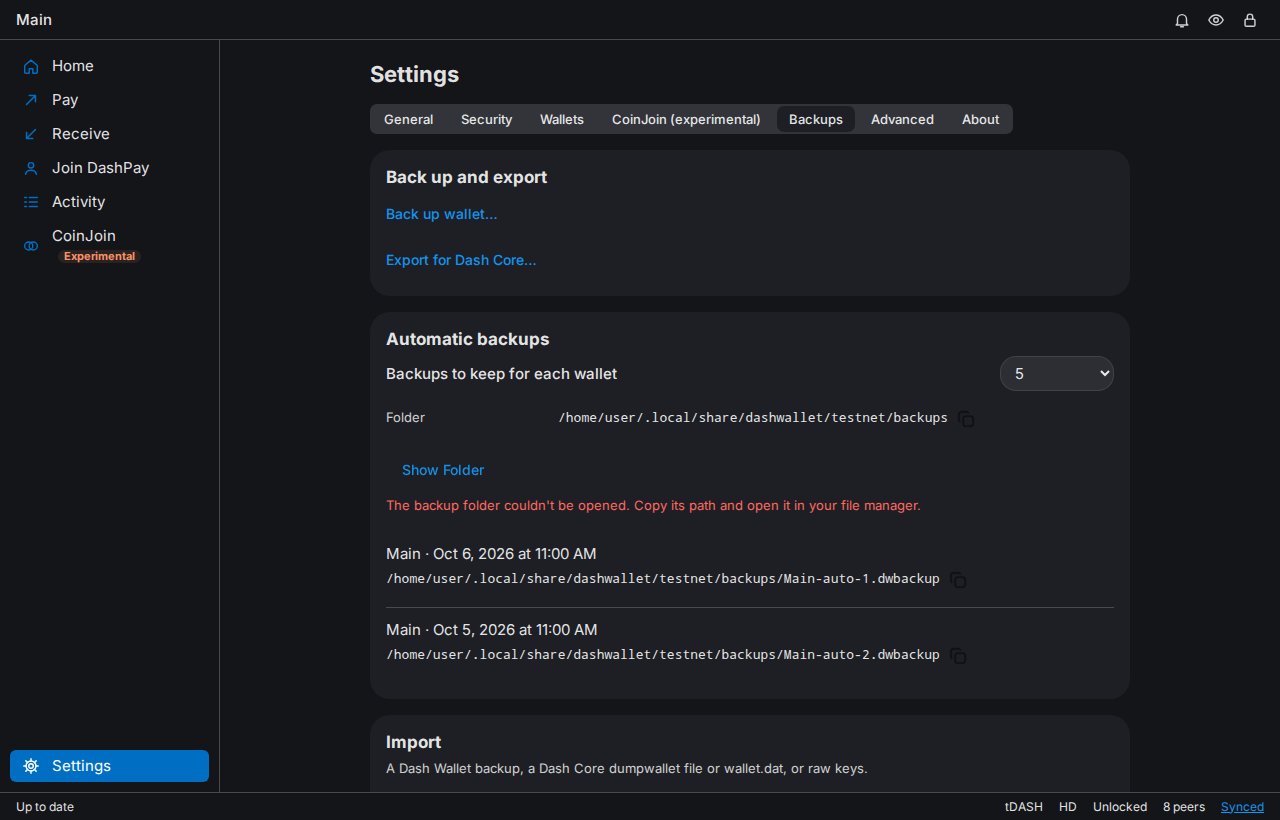 Main
Home
Pay
Receive
Join DashPay
Activity
CoinJoin
Experimental
Settings
Settings
General Security Wallets CoinJoin (experimental) Backups Advanced About
Back up and export
Back up wallet...
Export for Dash Core...
Automatic backups
Backups to keep for each wallet 5
Folder /home/user/.local/share/dashwallet/testnet/backups
Show Folder
The backup folder couldn't be opened. Copy its path and open it in your file manager.
Main · Oct 6, 2026 at 11:00 AM
/home/user/.local/share/dashwallet/testnet/backups/Main-auto-1.dwbackup
Main · Oct 5, 2026 at 11:00 AM
/home/user/.local/share/dashwallet/testnet/backups/Main-auto-2.dwbackup
Import
A Dash Wallet backup, a Dash Core dumpwallet file or wallet.dat, or raw keys.
Up to date tDASH HD Unlocked 8 peers Synced